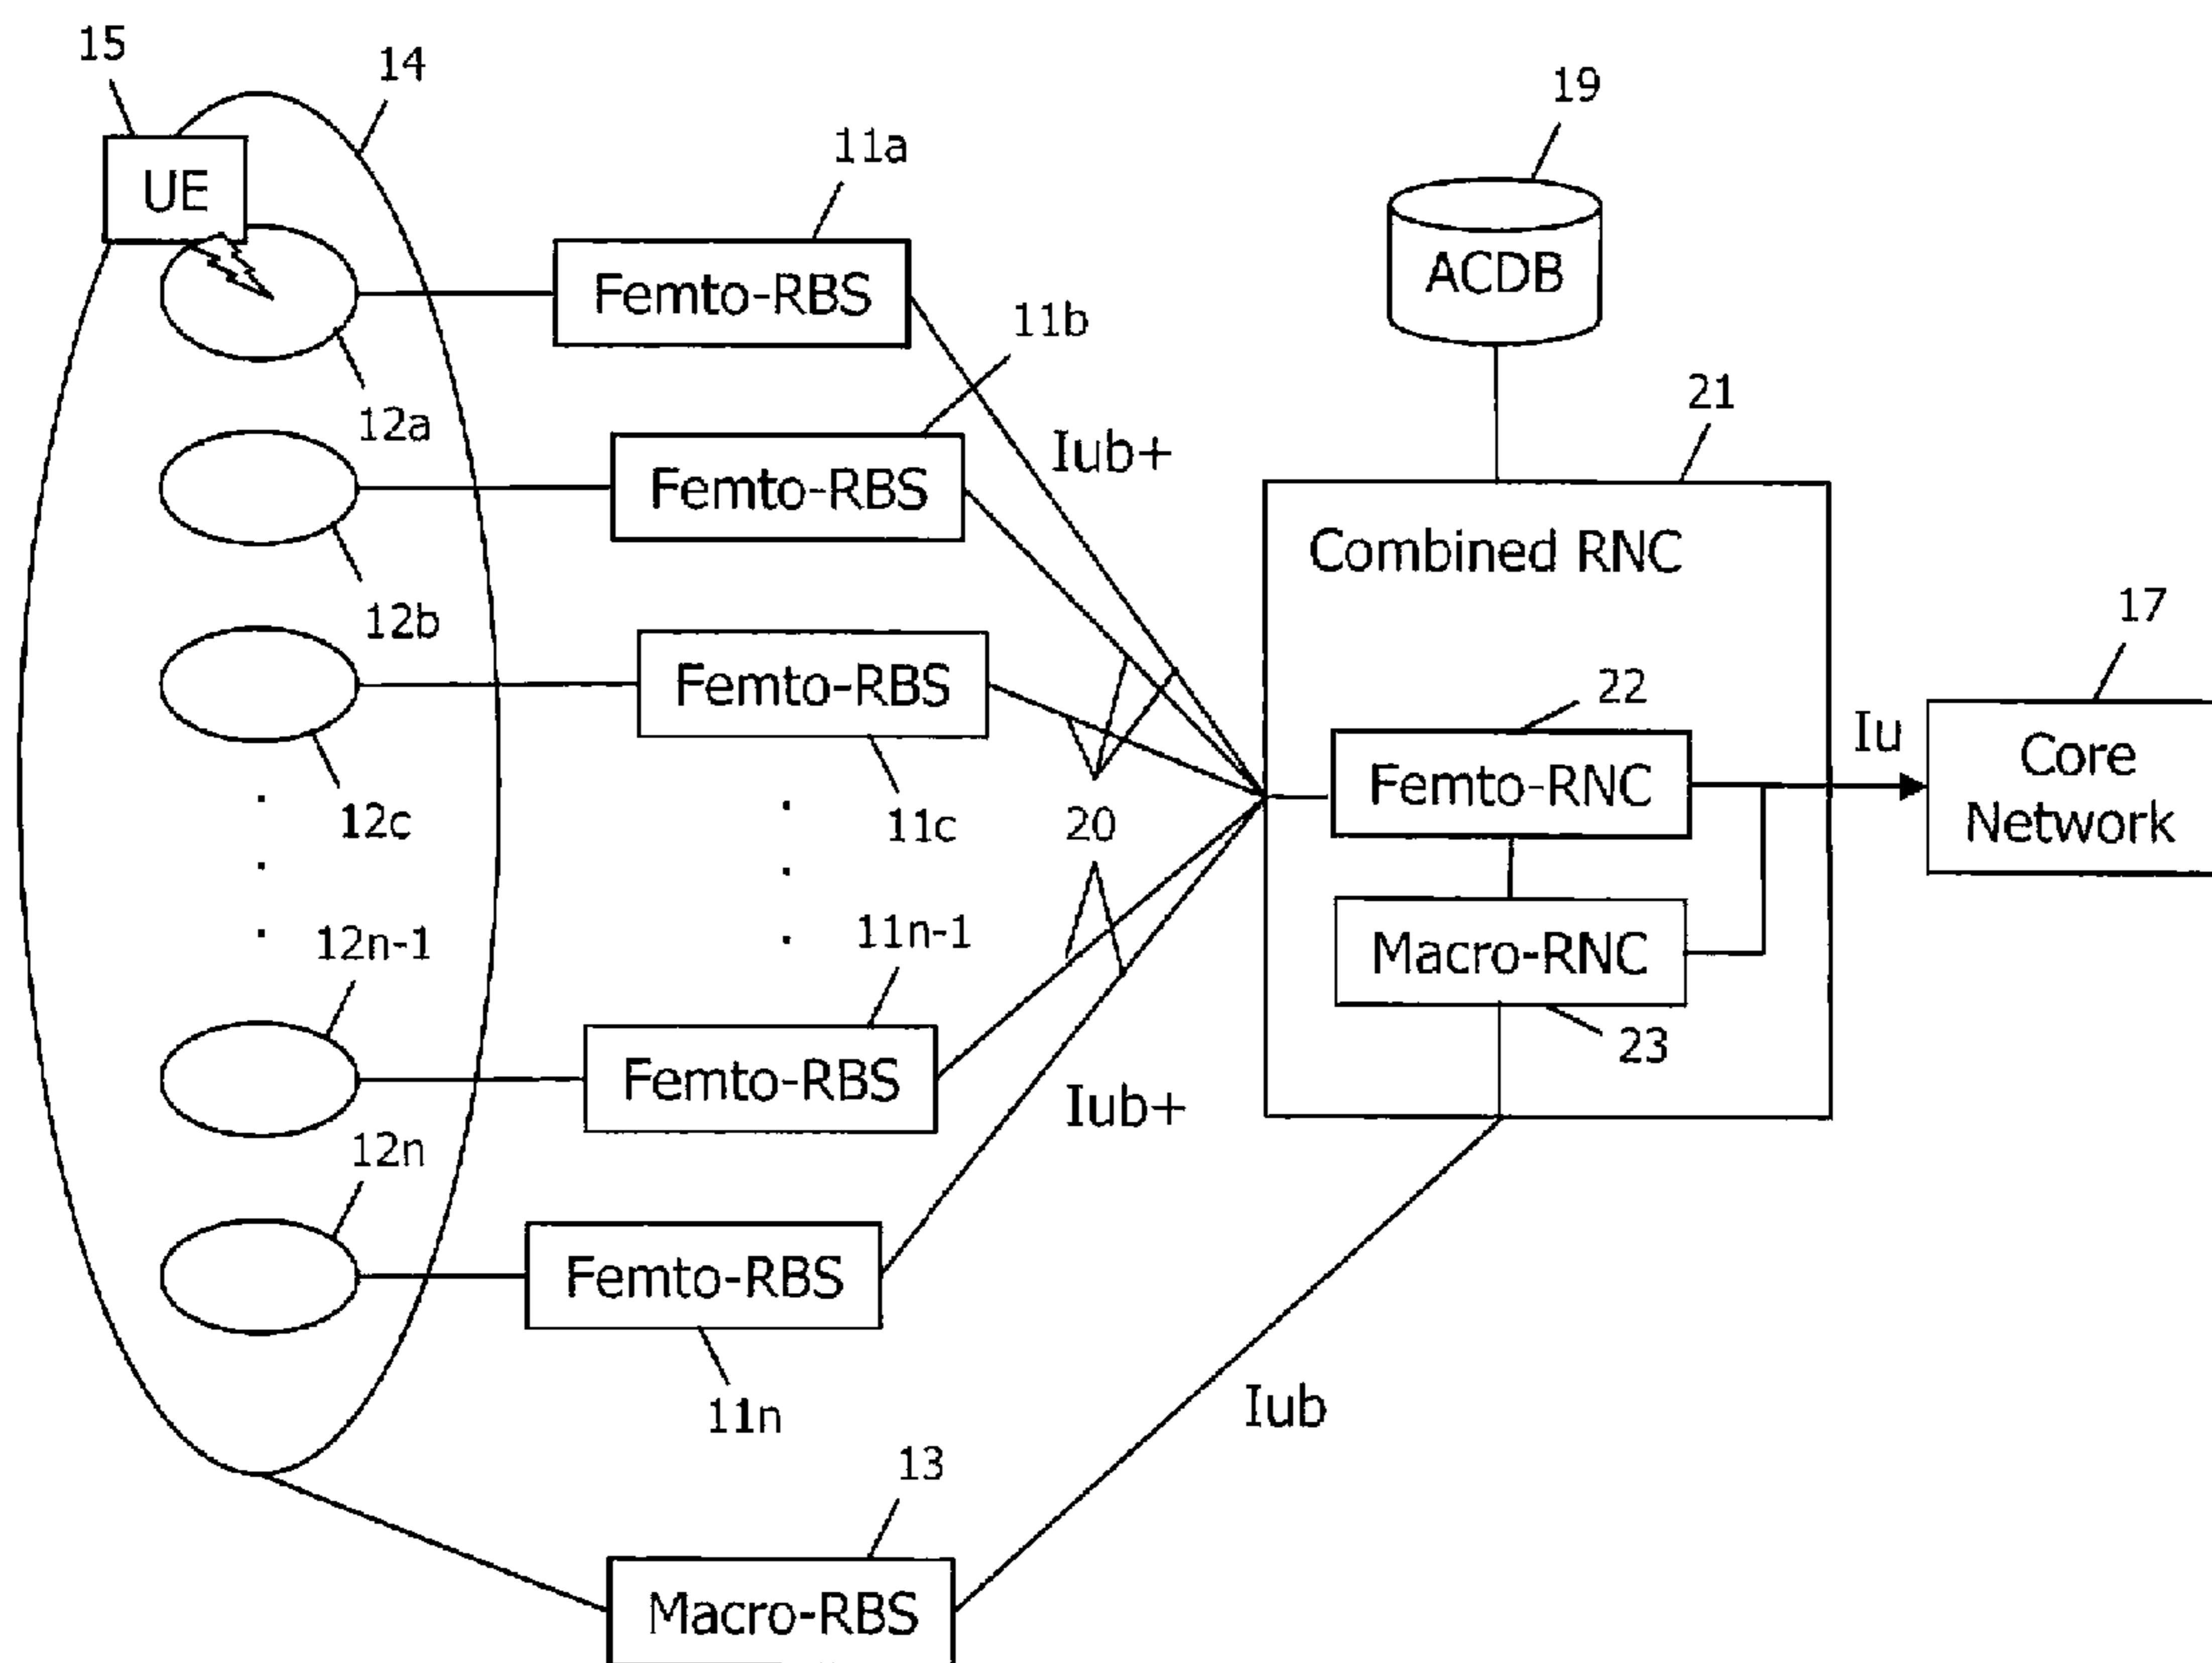 15
14
19
11a
UE
Femto-RBS
ACDB
11b
12a
21
Iub+
Femto-RBS
Combined RNC
12b
17
Femto-RBS
22
Iu
Core
Network
Femto-RNC
12c
11c
20
12n-1
11n-1
Macro-RNC
23
Femto-RBS
Iub+
12n
Femto-RBS
11n
Iub
13
Macro-RBS